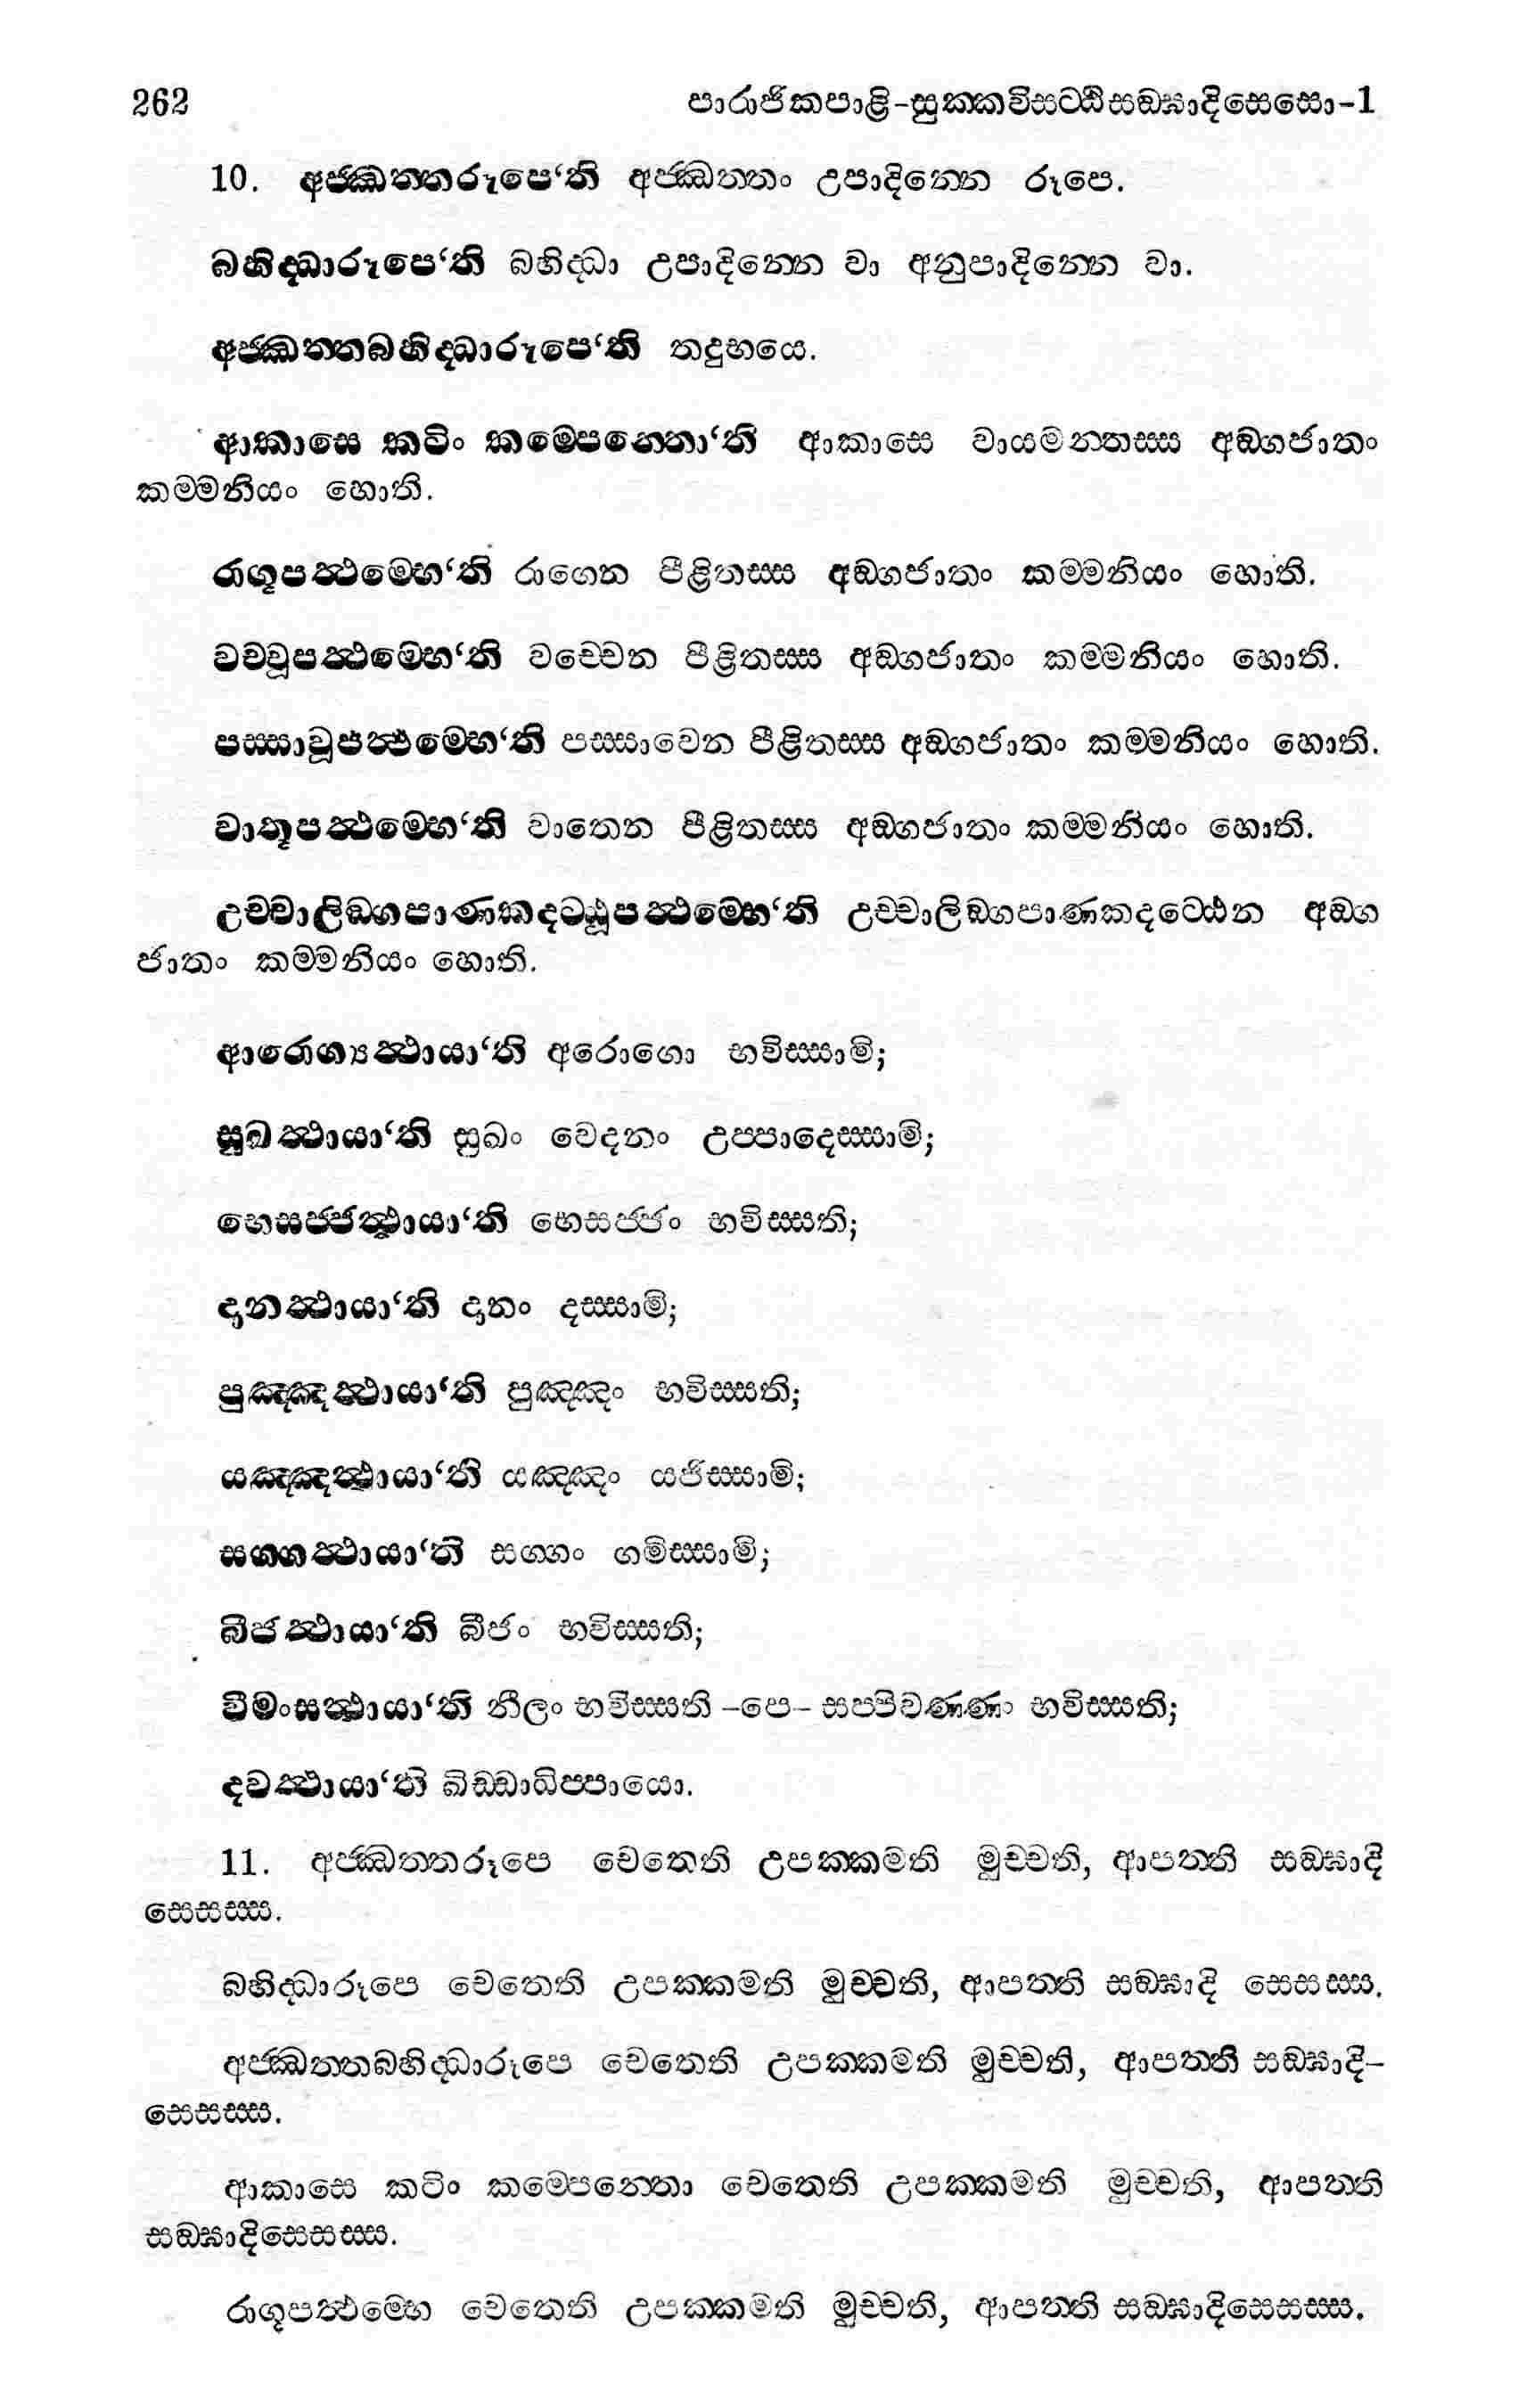 262 පාරාජිකපාළි-සුක්කවිසට්ඨිසඞ්ඝාදිසෙසො-1
10. අජ්ඣත්තරූපෙ‘ති අජ්ඣත්තං උපාදින්නෙ රූපෙ.
බහිද්ධාරූපෙ‘ති බහිද්ධා උපාදින්නෙ වා අනුපාදින්නෙ වා.
අජ්ඣත්තබහිද්ධාරූපෙ‘ති තදුභයෙ.
ආකාසෙ කටිං කම්පෙන්තො‘ති ආකාසෙ වායමන්තස්ස අඞ්ගජාතං
කම්මනියං හොති.
රාගූපත්ථම්භෙ‘ති රාගෙන පීළිතස්ස අඞ්ගජාතං කම්මනියං හොති.
වච්චූපත්ථම්භෙ‘ති වච්චෙන පීළිතස්ස අඞ්ගජාතං කම්මනියං හොති.
පස්සාවූපත්ථම්භෙ‘ති පස්සාවෙන පීළිතස්ස අඞ්ගජාතං කම්මනියං හොති.
වාතූපත්ථම්භෙ‘ති වාතෙන පීළිතස්ස අඞ්ගජාතං කම්මනියං හොති.
උච්චාලිඞ්ගපාණකදට්ඨූපත්ථම්භෙ‘ති උච්චාලිඞ්ගපාණකදට්ඨෙන අඞ්ග
ජාතං කම්මනියං හොති.
ආරොග්‍යත්ථායා‘ති අරොගො භවිස්සාමි;
සුඛත්ථායා‘ති සුඛං වෙදනං උප්පාදෙස්සාමි;
භෙසජ්ජත්ථායා‘ති භෙසජ්ජං භවිස්සති;
දානත්ථායා‘ති දානං දස්සාමි;
පුඤ්ඤත්ථායා‘ති පුඤ්ඤං භවිස්සති;
යඤ්ඤත්ථායා‘ති යඤ්ඤං යජිස්සාමි;
සග්ගත්ථායා‘ති සග්ගං ගමිස්සාමි;
බීජත්ථායා‘ති බීජං භවිස්සති;
වීමංසත්ථායා‘ති නීලං භවිස්සති -පෙ- සප්පිවණ්ණං භවිස්සති;
දවත්ථායා‘ති ඛිඩ්ඩාධිප්පායො.
11. අජ්ඣත්තරූපෙ චෙතෙති උපක්කමති මුච්චති, ආපත්ති සඞ්ඝාදි
සෙසස්ස.
බහිද්ධාරූපෙ චෙතෙති උපක්කමති මුච්චති, ආපත්ති සඞ්ඝාදි සෙසස්ස.
අජ්ඣත්තබහිද්ධාරූපෙ චෙතෙති උපක්කමති මුච්චති, ආපත්ති සඞ්ඝාදි-
සෙසස්ස.
ආකාසෙ කටිං කම්පෙන්තො චෙතෙති උපක්කමති මුච්චති, ආපත්ති
සඞ්ඝාදිසෙසස්ස.
රාගූපත්ථම්භෙ චෙතෙති උපක්කමති මුච්චති, ආපත්ති සඞ්ඝාදිසෙසස්ස.